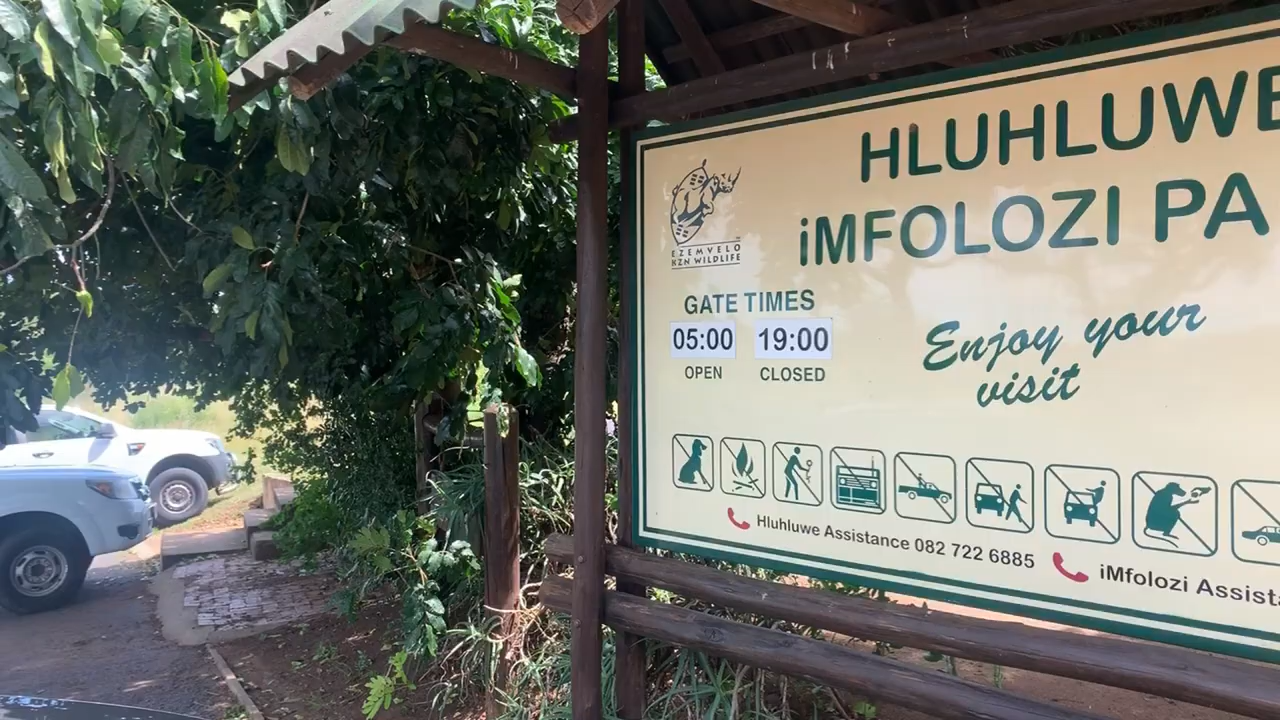 HLUHLUWE
iMFOLOZI PA
EZEMVELO
KZN WILDLIFE
GATE TIMES
05:00 19:00
OPEN CLOSED
Enjoy your
visit
Hluhluwe Assistance 082 722 6885
iMfolozi Assista